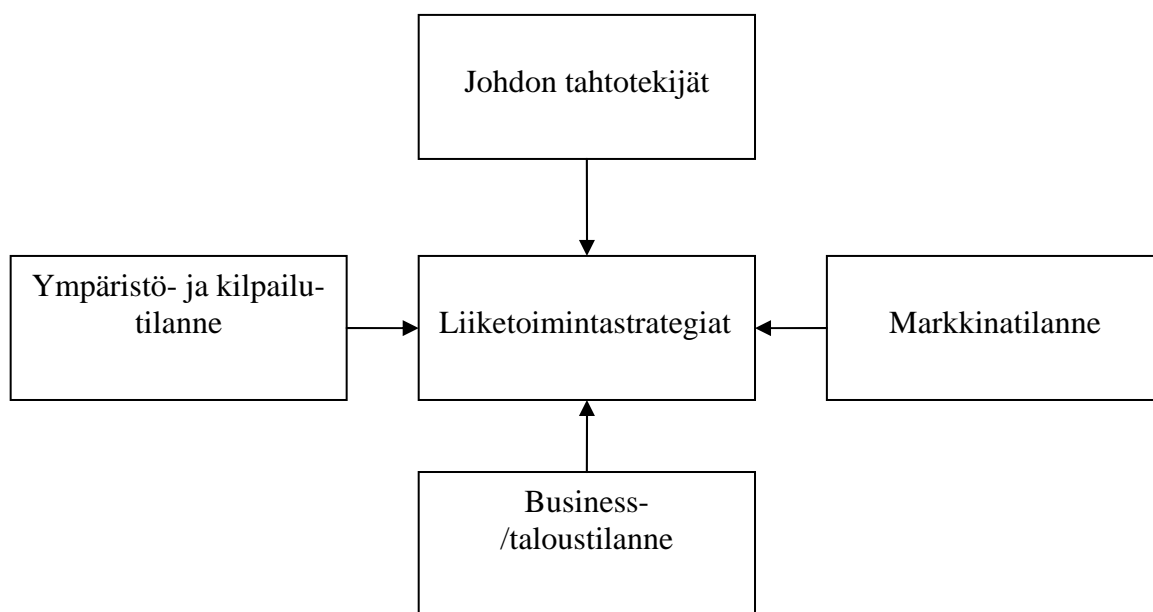 Johdon tahtotekijät
Ympäristö- ja kilpailu-
tilanne
Liiketoimintastrategiat
Markkinatilanne
Business-
/taloustilanne